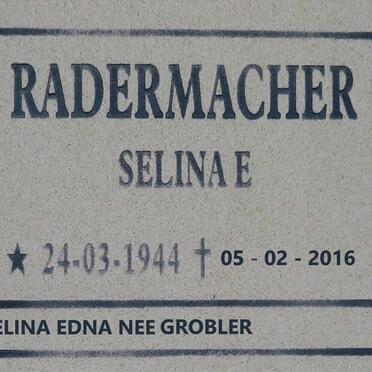 RADERMACHER
SELINA E
★ 24-03-1944 † 05 - 02 - 2016
ELINA EDNA NEE GROBLER